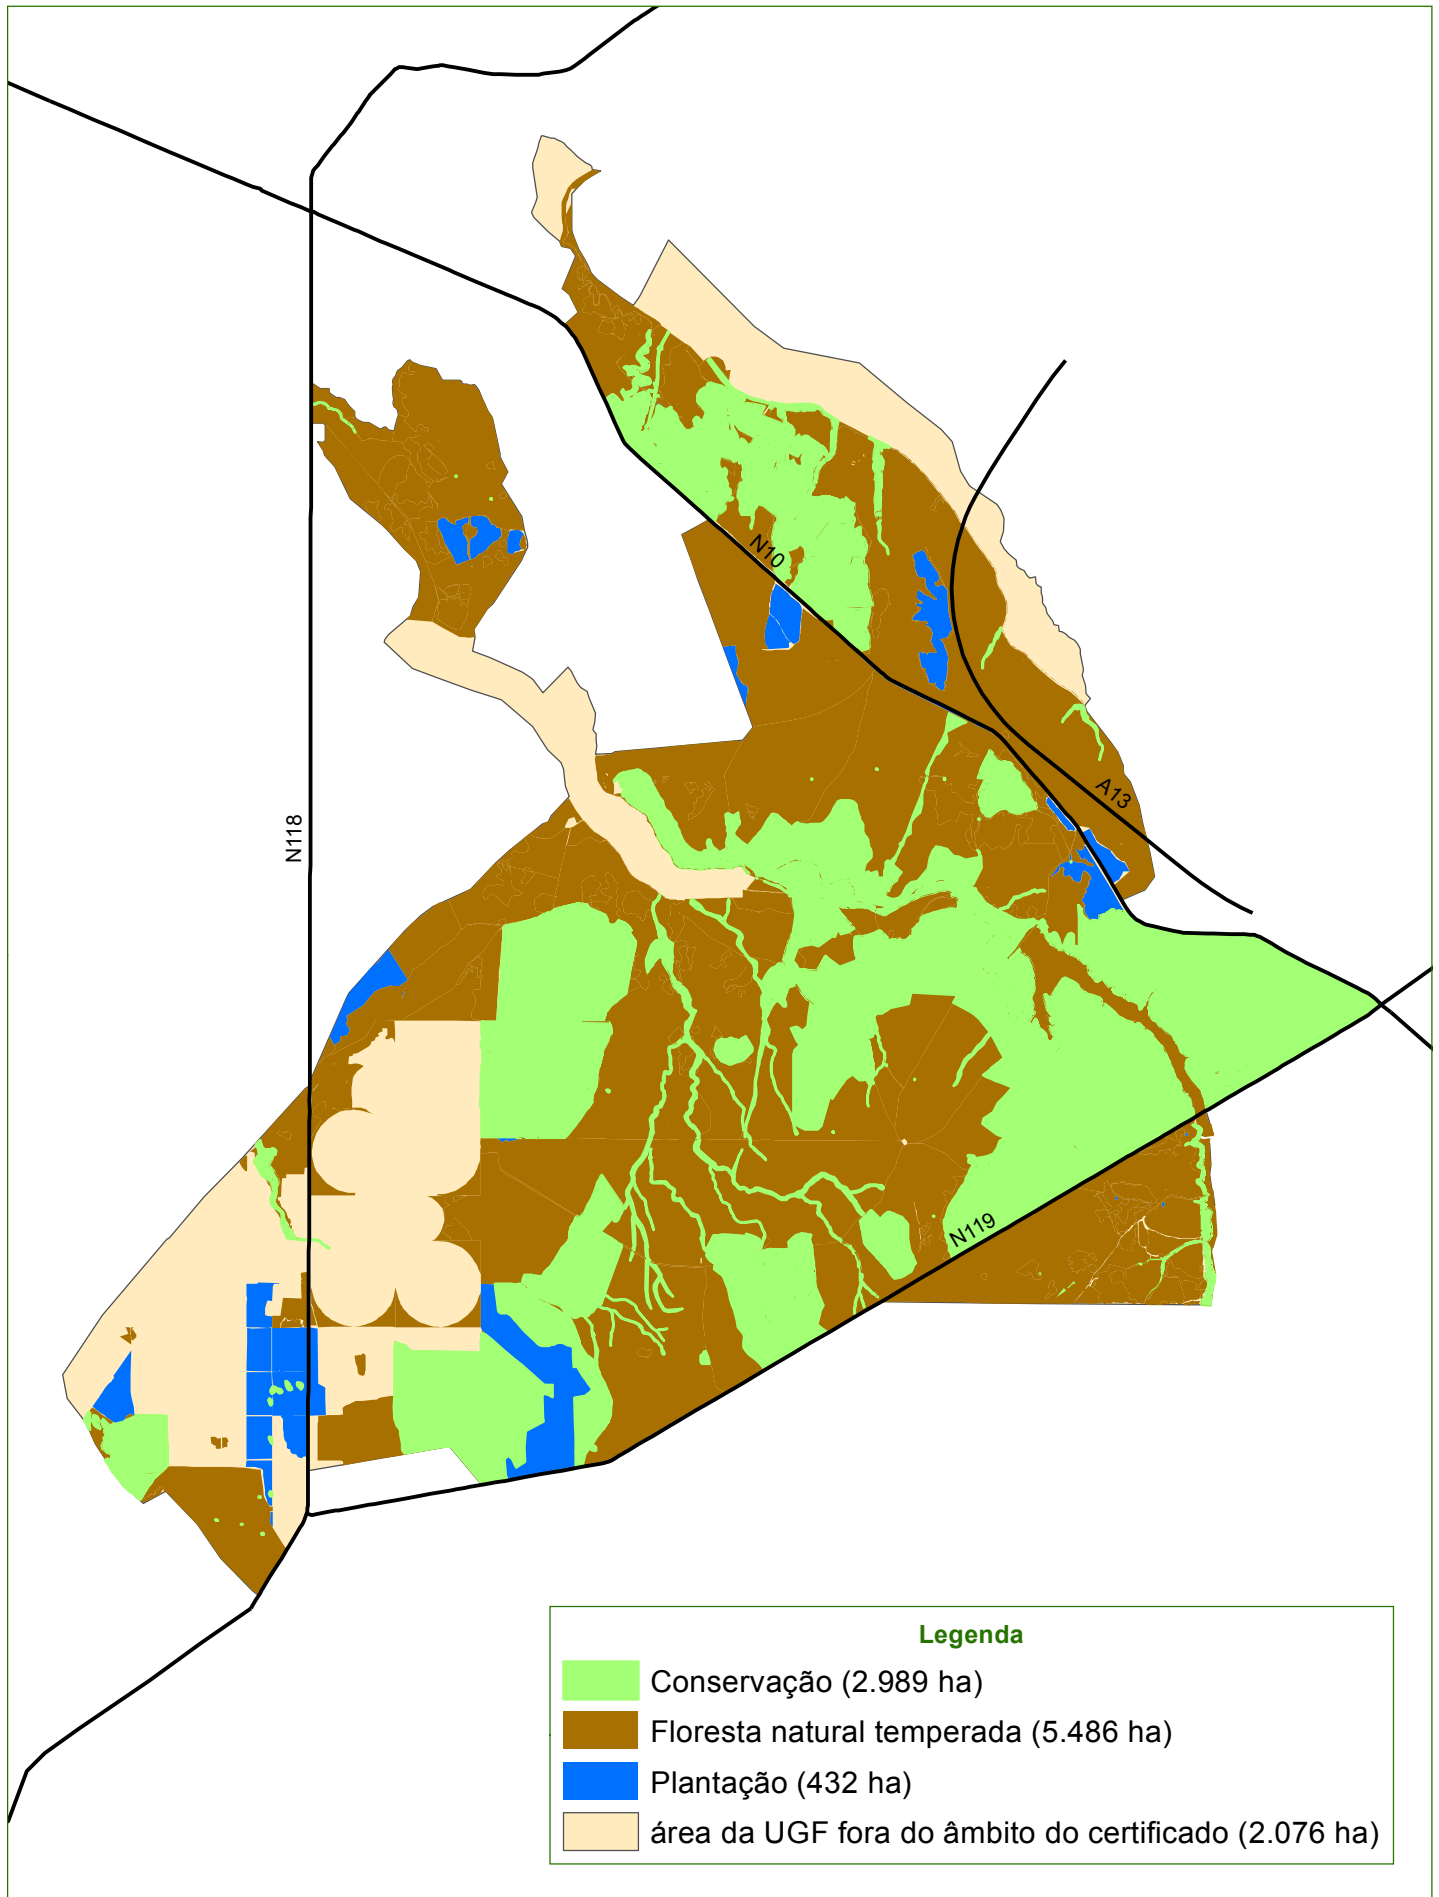 N10
A13
N118
N119
Legenda
Conservação (2.989 ha)
Floresta natural temperada (5.486 ha)
Plantação (432 ha)
área da UGF fora do âmbito do certificado (2.076 ha)